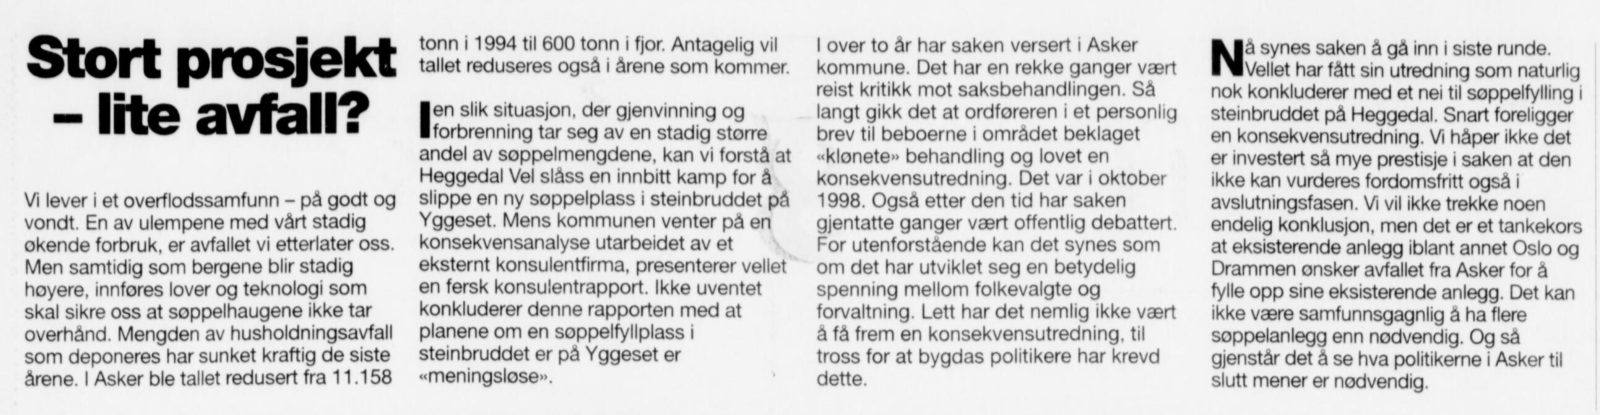 Stort prosjekt
– lite avfall?
Vi lever i et overflodssamfunn – på godt og
vondt. En av ulempene med vårt stadig
økende forbruk, er avfallet vi etterlater oss.
Men samtidig som bergene blir stadig
høyere, innføres lover og teknologi som
skal sikre oss at søppelhaugene ikke tar
overhånd. Mengden av husholdningsavfall
som deponeres har sunket kraftig de siste
årene. I Asker ble tallet redusert fra 11.158
tonn i 1994 til 600 tonn i fjor. Antagelig vil
tallet reduseres også i årene som kommer.
I en slik situasjon, der gjenvinning og
forbrenning tar seg av en stadig større
andel av søppelmengdene, kan vi forstå at
Heggedal Vel slåss en innbitt kamp for å
slippe en ny søppelplass i steinbruddet på
Yggeset. Mens kommunen venter på en
konsekvensanalyse utarbeidet av et
eksternt konsulentfirma, presenterer vellet
en fersk konsulentrapport. Ikke uventet
konkluderer denne rapporten med at
planene om en søppelfyllplass i
steinbruddet er på Yggeset er
«meningsløse».
I over to år har saken versert i Asker
kommune. Det har en rekke ganger vært
reist kritikk mot saksbehandlingen. Så
langt gikk det at ordføreren i et personlig
brev til beboerne i området beklaget
«klønete» behandling og lovet en
konsekvensutredning. Det var i oktober
1998. Også etter den tid har saken
gjentatte ganger vært offentlig debattert.
For utenforstående kan det synes som
om det har utviklet seg en betydelig
spenning mellom folkevalgte og
forvaltning. Lett har det nemlig ikke vært
å få frem en konsekvensutredning, til
tross for at bygdas politikere har krevd
dette.
Nå synes saken å gå inn i siste runde.
Vellet har fått sin utredning som naturlig
nok konkluderer med et nei til søppelfylling i
steinbruddet på Heggedal. Snart foreligger
en konsekvensutredning. Vi håper ikke det
er investert så mye prestisje i saken at den
ikke kan vurderes fordomsfritt også i
avslutningsfasen. Vi vil ikke trekke noen
endelig konklusjon, men det er et tankekors
at eksisterende anlegg iblant annet Oslo og
Drammen ønsker avfallet fra Asker for å
fylle opp sine eksisterende anlegg. Det kan
ikke være samfunnsgagnlig å ha flere
søppelanlegg enn nødvendig. Og så
gjenstår det å se hva politikerne i Asker til
slutt mener er nødvendig.